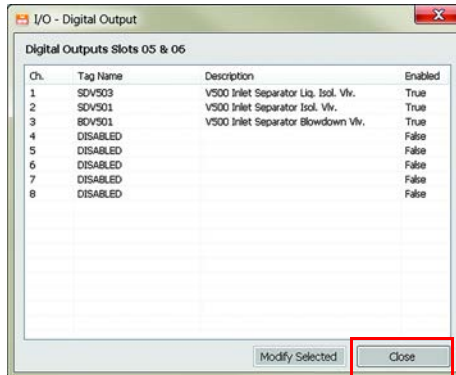 I/O - Digital Output
Digital Outputs Slots 05 & 06
Ch. Tag Name Description Enabled
1 SDV503 V500 Inlet Separator Liq. Isol. Vlv. True
2 SDV501 V500 Inlet Separator Isol. Vlv. True
3 BDV501 V500 Inlet Separator Blowdown Vlv. True
4 DISABLED False
5 DISABLED False
6 DISABLED False
7 DISABLED False
8 DISABLED False
Modify Selected Close